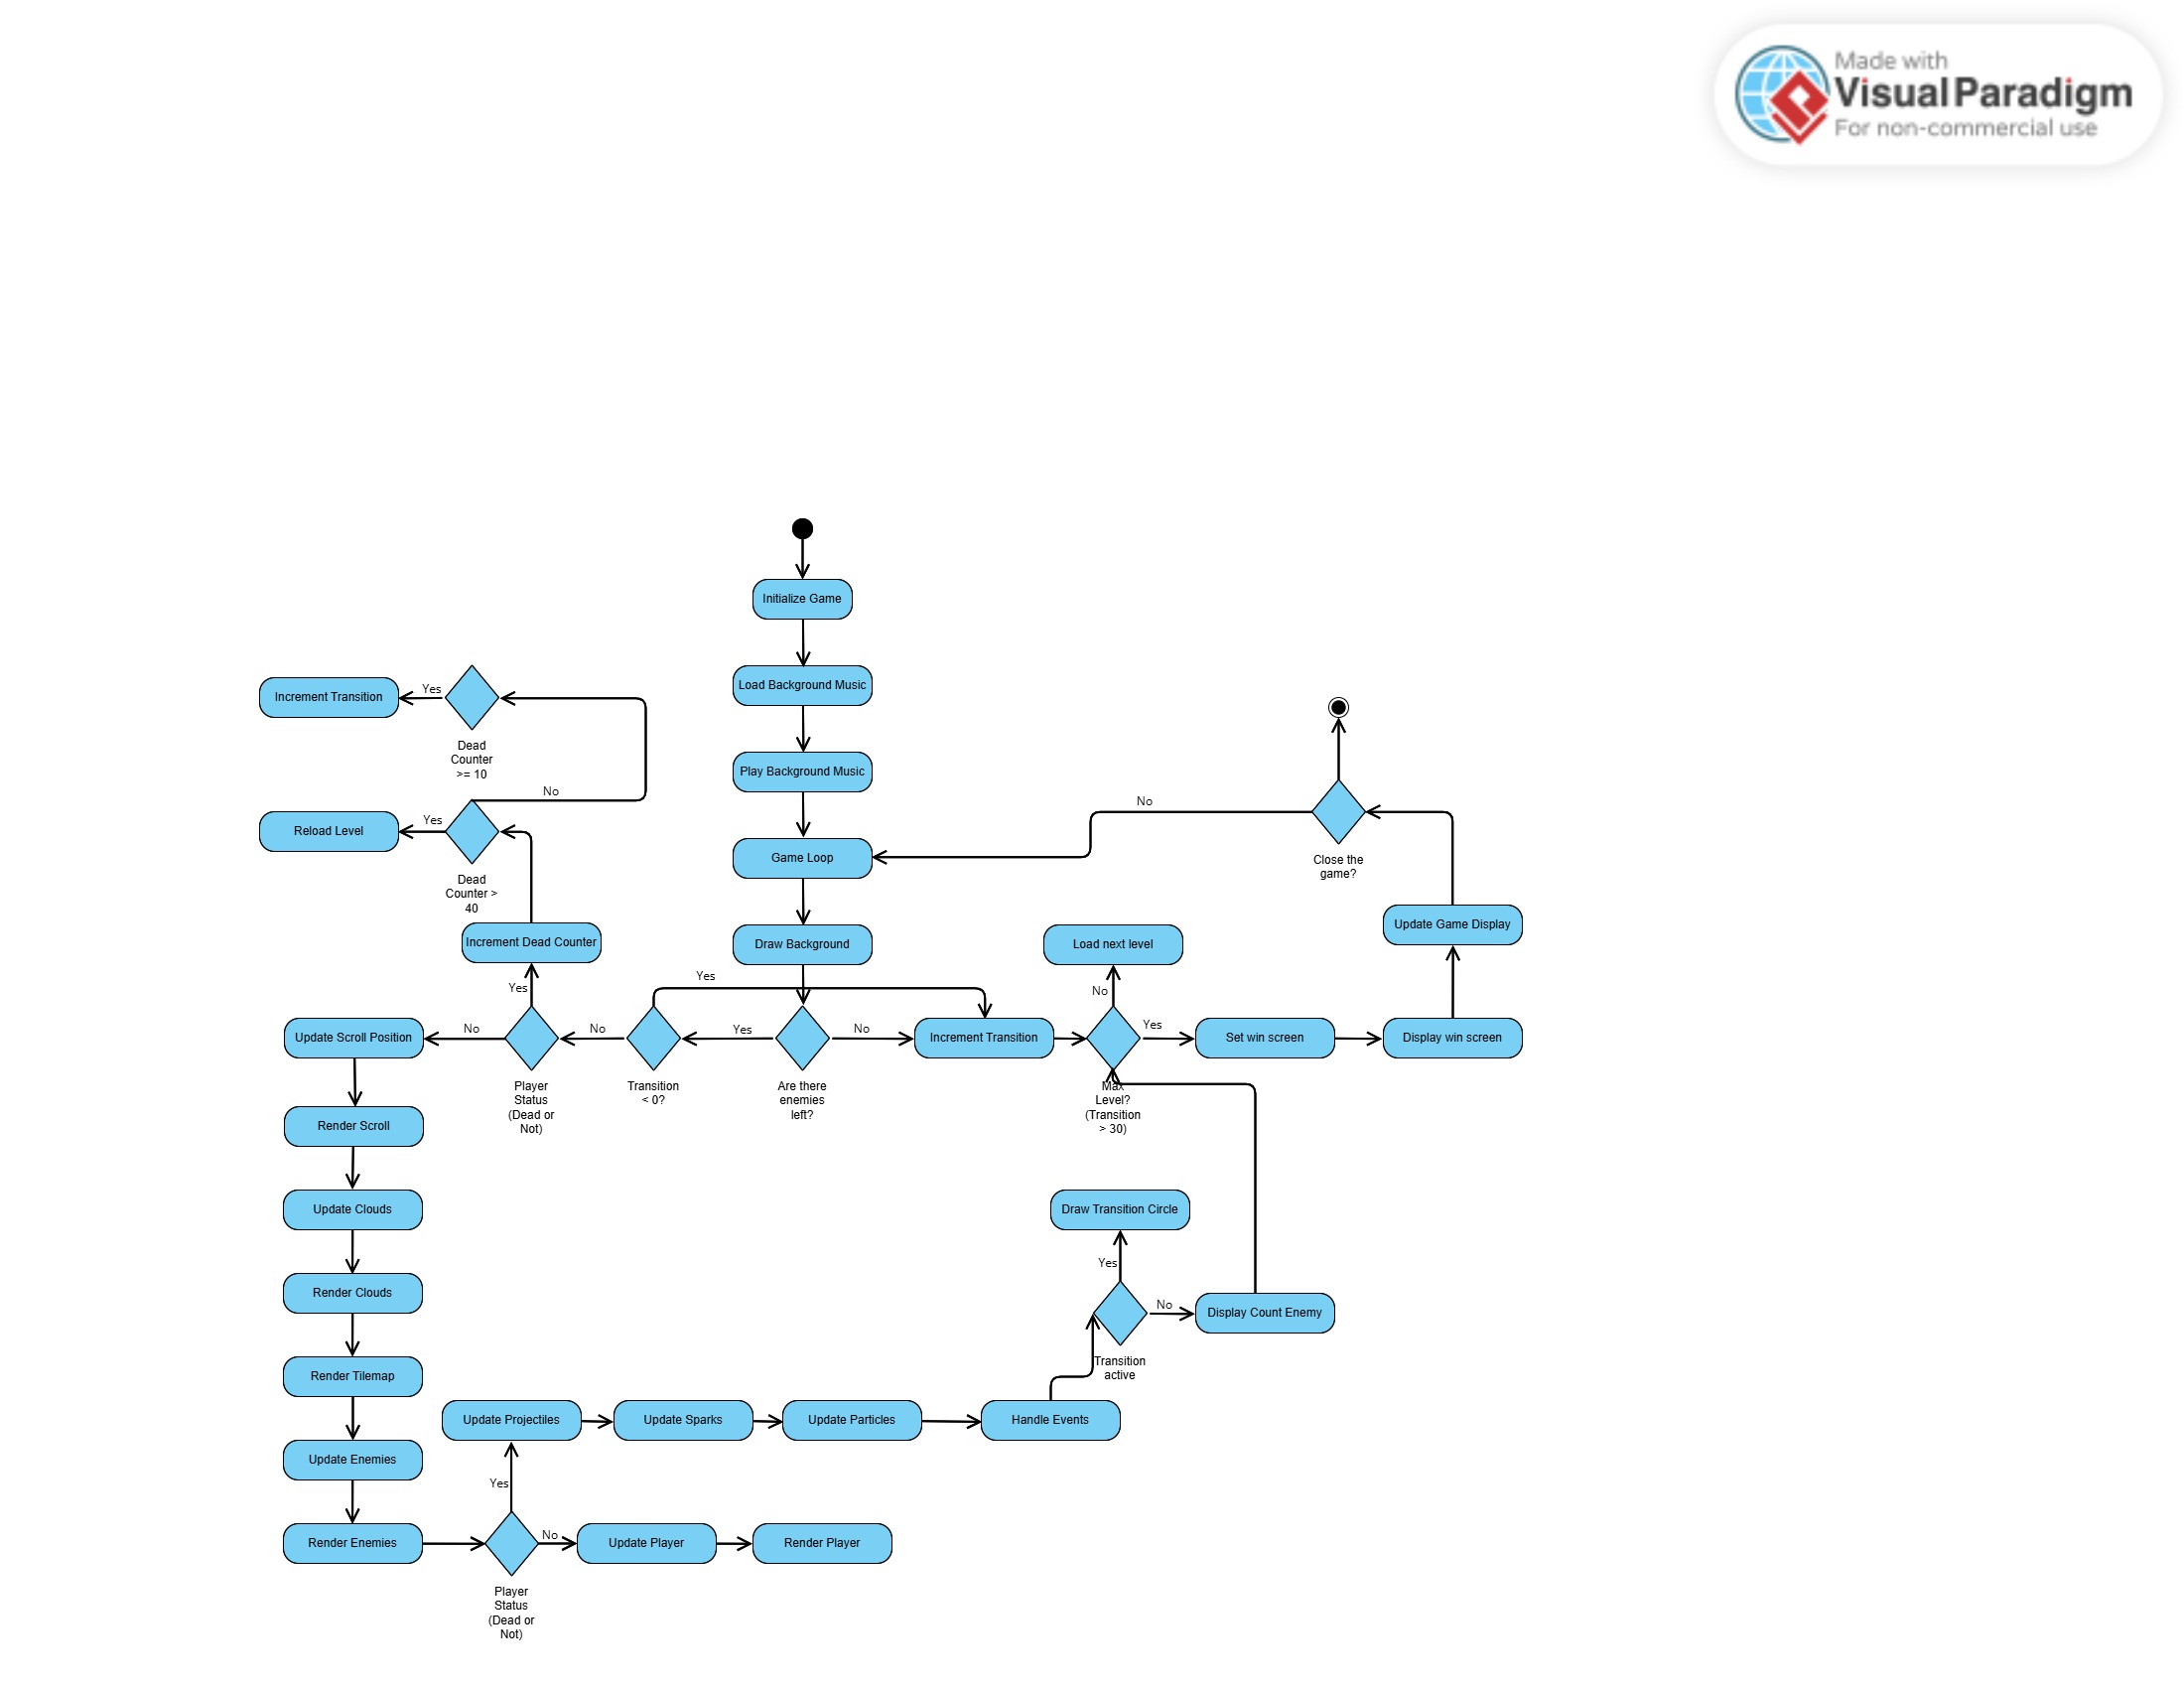 Made with
Visual Paradigm
For non-commercial use
Initialize Game
Load Background Music
Increment Transition
Yes
Dead
Counter
>= 10
Play Background Music
No
No
Reload Level
Yes
Game Loop
Close the
game?
Dead
Counter >
40
Update Game Display
Increment Dead Counter
Draw Background
Load next level
Yes
Yes
No
Update Scroll Position
No
No
Yes
No
Increment Transition
Yes
Set win screen
Display win screen
Player
Status
(Dead or
Not)
Transition
< 0?
Are there
enemies
left?
Max
Level?
(Transition
> 30)
Render Scroll
Update Clouds
Draw Transition Circle
Yes
Render Clouds
No
Display Count Enemy
Transition
active
Render Tilemap
Update Projectiles
Update Sparks
Update Particles
Handle Events
Update Enemies
Yes
Render Enemies
No
Update Player
Render Player
Player
Status
(Dead or
Not)